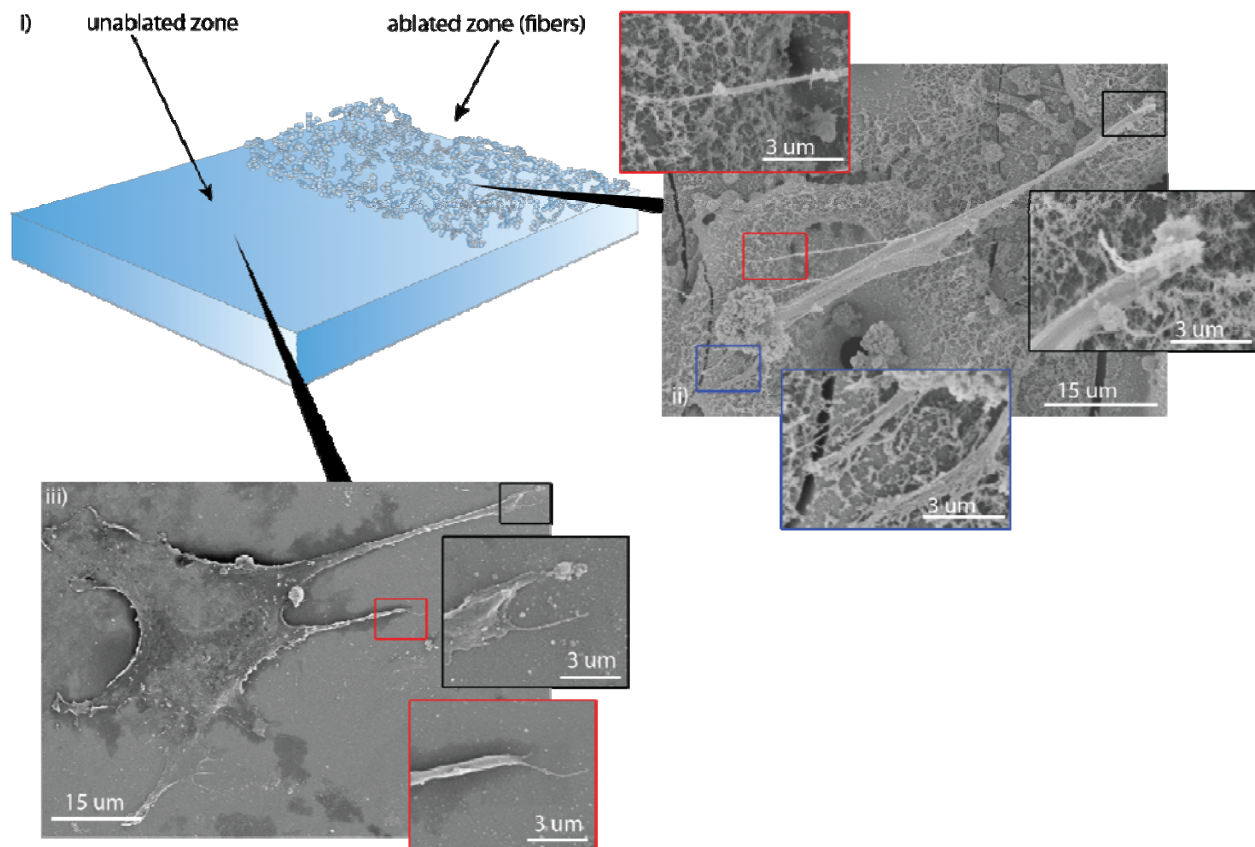 i)
unablated zone
ablated zone (fibers)
3 um
3 um
15 um
ii)
3 um
iii)
3 um
15 um
3 um